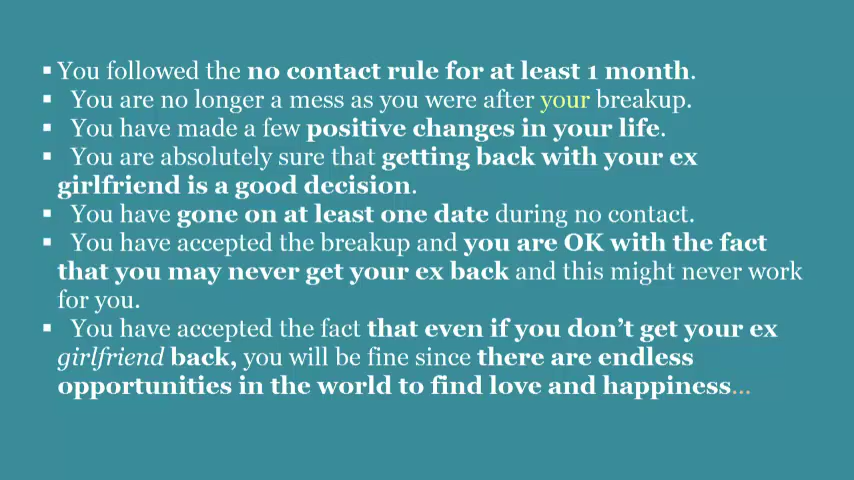 ▪ You followed the no contact rule for at least 1 month.
▪ You are no longer a mess as you were after your breakup.
▪ You have made a few positive changes in your life.
▪ You are absolutely sure that getting back with your ex
girlfriend is a good decision.
▪ You have gone on at least one date during no contact.
▪ You have accepted the breakup and you are OK with the fact
that you may never get your ex back and this might never work
for you.
▪ You have accepted the fact that even if you don’t get your ex
girlfriend back, you will be fine since there are endless
opportunities in the world to find love and happiness...